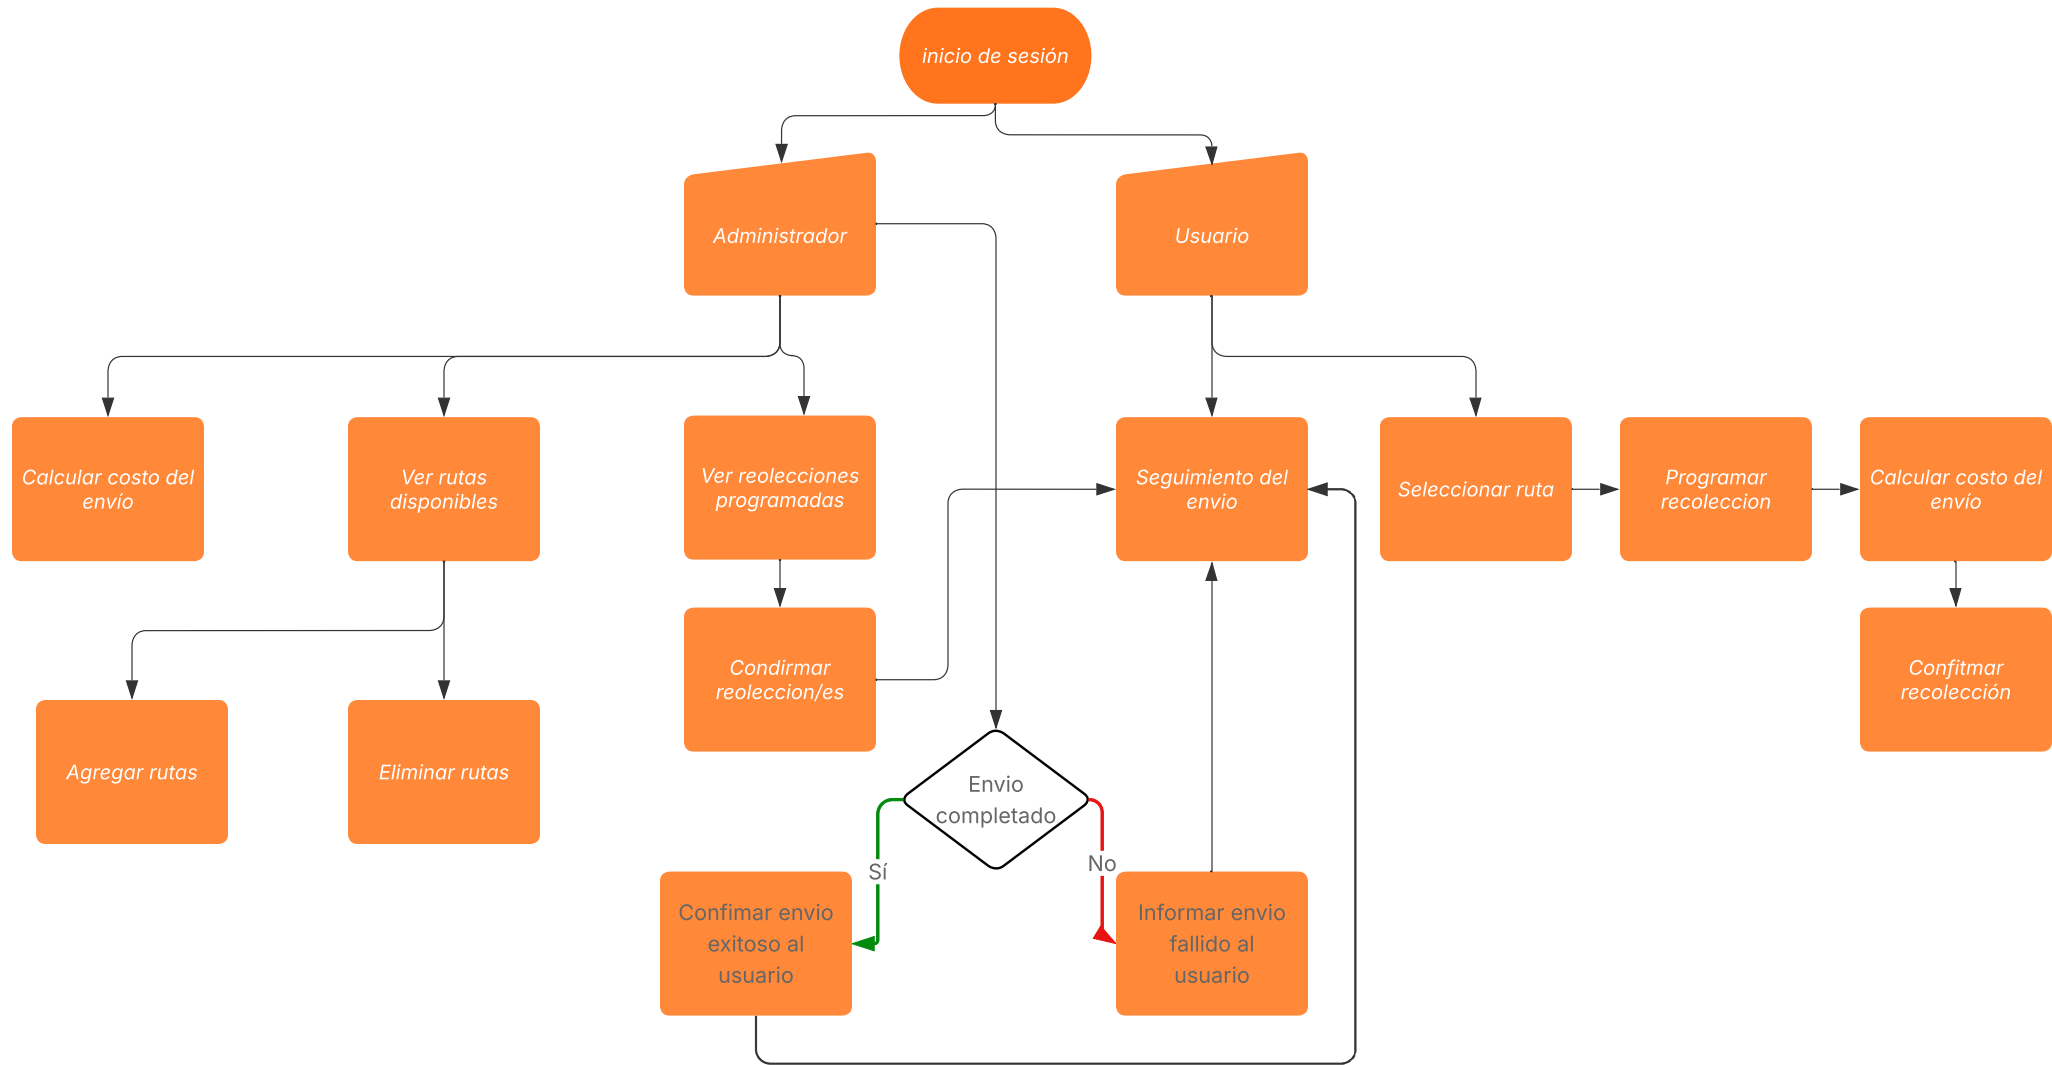 inicio de sesión
Administrador
Usuario
Calcular costo del
envío
Ver rutas
disponibles
Ver reolecciones
programadas
Seguimiento del
envio
Seleccionar ruta
Programar
recoleccion
Calcular costo del
envío
Condirmar
reoleccion/es
Confitmar
recolección
Agregar rutas
Eliminar rutas
Envio
completado
Sí
No
Confimar envio
exitoso al
usuario
Informar envio
fallido al
usuario